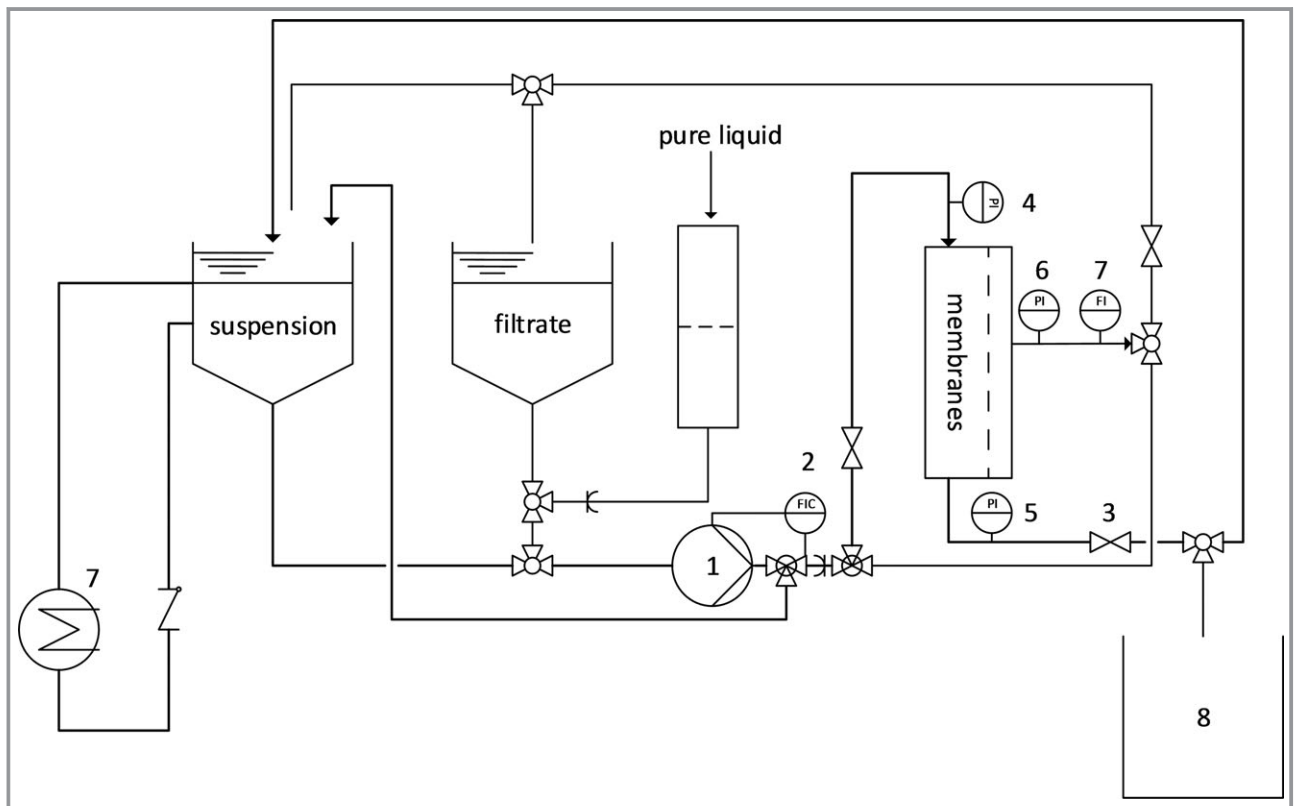 pure liquid
PI
4
6
7
suspension
filtrate
PI
FI
membranes
2
FIC
PI
5
3
1
7
8